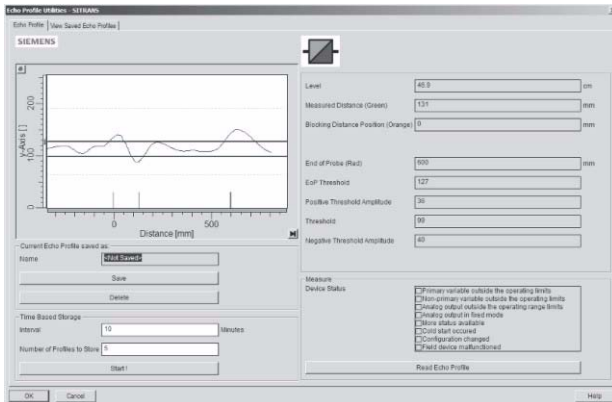 Echo Profile Utilities - SITRANS
Echo Profile
View Saved Echo Profiles
SIEMENS
200
100
0
y-Axis [ ]
0
500
Distance [mm]
Level
46.9
cm
Measured Distance (Green)
131
mm
Blocking Distance Position (Orange)
0
mm
End of Probe (Red)
600
mm
EoP Threshold
127
Positive Threshold Amplitude
36
Threshold
99
Negative Threshold Amplitude
40
Current Echo Profile saved as:
Name
<Not Saved>
Save
Delete
Time Based Storage
Interval
10
Minutes
Number of Profiles to Store
5
Start !
Measure
Device Status
Primary variable outside the operating limits
Non-primary variable outside the operating limits
Analog output outside the operating range limits
Analog output in fixed mode
More status available
Cold start occured
Configuration changed
Field device malfunctioned
Read Echo Profile
OK
Cancel
Help